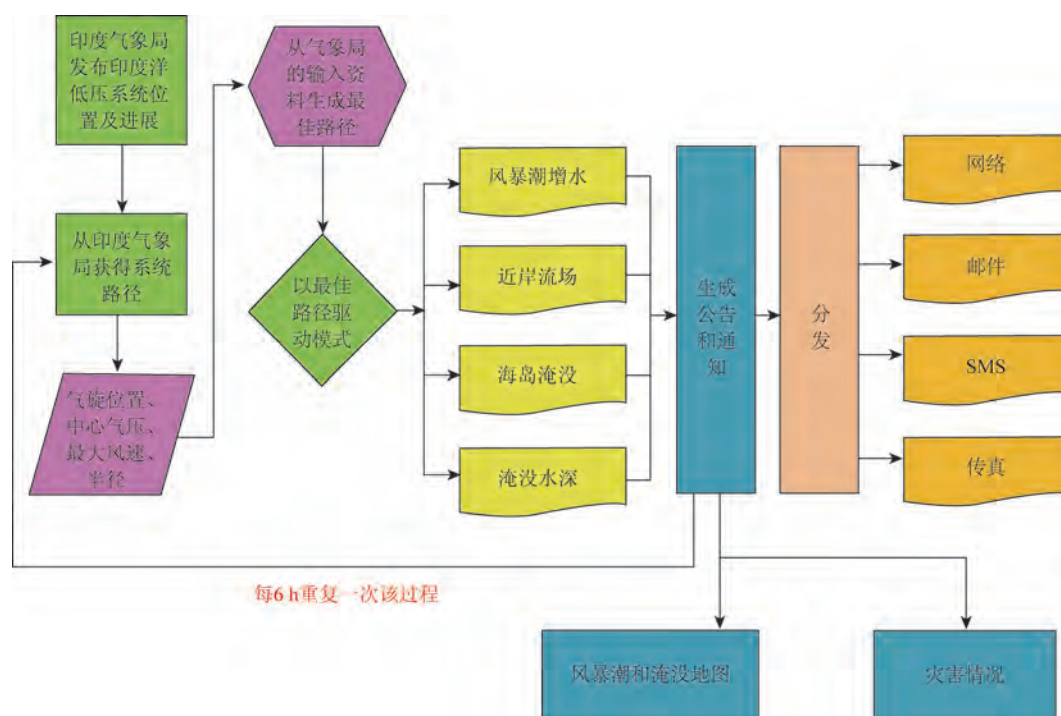 印度气象局
发布印度洋
低压系统位
置及进展
从印度气象
局获得系统
路径
气旋位置、
中心气压、
最大风速、
半径
从气象局
的输入资
料生成最
佳路径
以最佳
路径驱
动模式
风暴潮增水
近岸流场
海岛淹没
淹没水深
生成
公告
和通
知
分
发
网络
邮件
SMS
传真
每6 h重复一次该过程
风暴潮和淹没地图
灾害情况